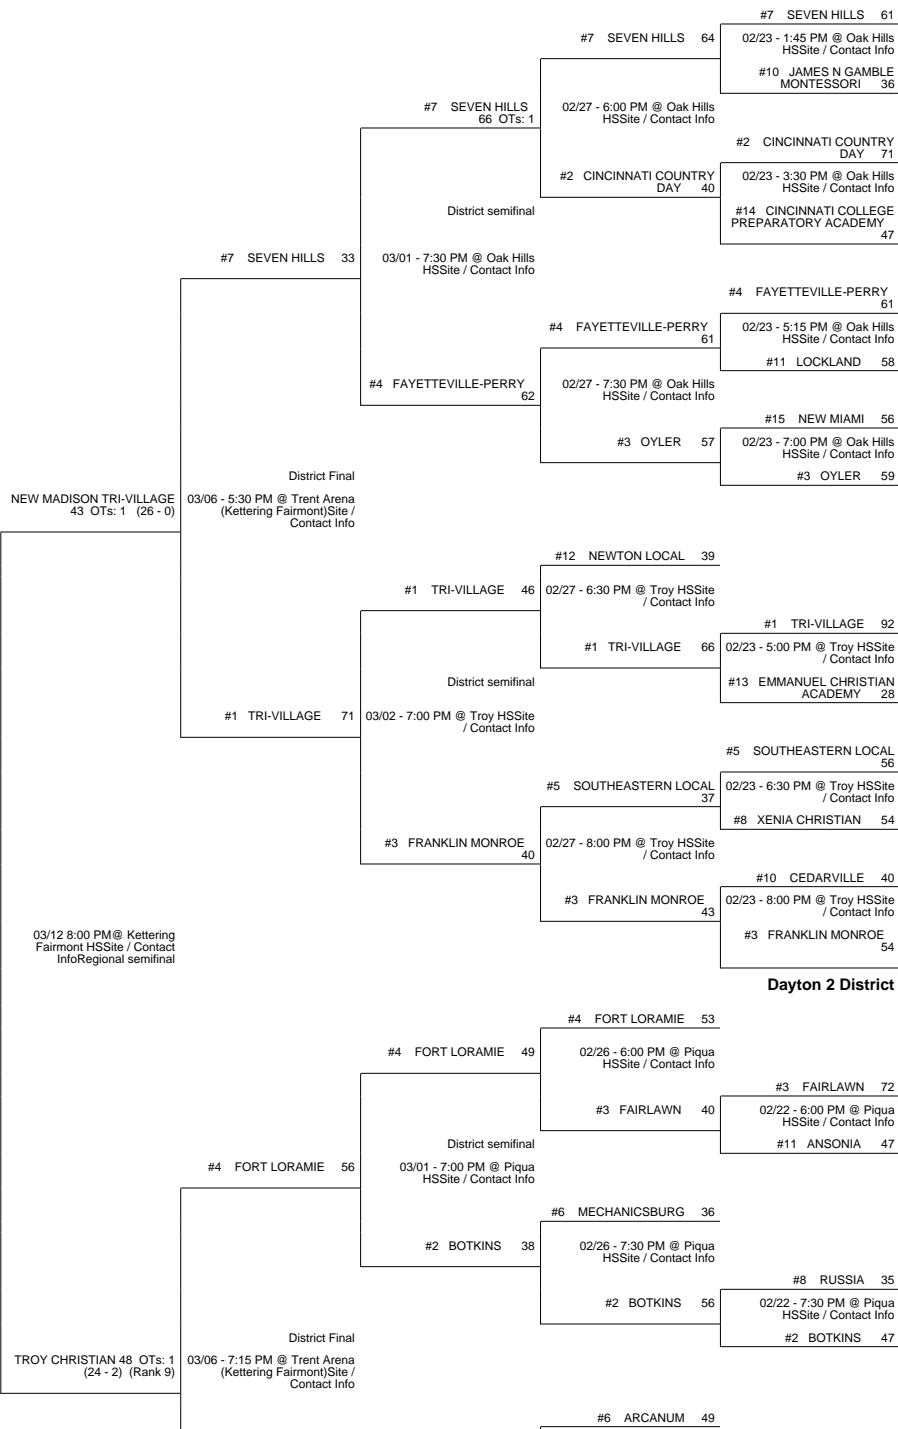 #7 SEVEN HILLS 61
#7 SEVEN HILLS 64
02/23 - 1:45 PM @ Oak Hills
HSSite / Contact Info
#10 JAMES N GAMBLE
MONTESSORI 36
#7 SEVEN HILLS
66 OTs: 1
02/27 - 6:00 PM @ Oak Hills
HSSite / Contact Info
#2 CINCINNATI COUNTRY
DAY 71
#2 CINCINNATI COUNTRY
DAY 40
02/23 - 3:30 PM @ Oak Hills
HSSite / Contact Info
#14 CINCINNATI COLLEGE
PREPARATORY ACADEMY
47
District semifinal
#7 SEVEN HILLS 33
03/01 - 7:30 PM @ Oak Hills
HSSite / Contact Info
#4 FAYETTEVILLE-PERRY
61
#4 FAYETTEVILLE-PERRY
61
02/23 - 5:15 PM @ Oak Hills
HSSite / Contact Info
#11 LOCKLAND 58
#4 FAYETTEVILLE-PERRY
62
02/27 - 7:30 PM @ Oak Hills
HSSite / Contact Info
#15 NEW MIAMI 56
#3 OYLER 57
02/23 - 7:00 PM @ Oak Hills
HSSite / Contact Info
#3 OYLER 59
District Final
NEW MADISON TRI-VILLAGE
43 OTs: 1 (26 - 0)
03/06 - 5:30 PM @ Trent Arena
(Kettering Fairmont)Site /
Contact Info
#12 NEWTON LOCAL 39
#1 TRI-VILLAGE 46
02/27 - 6:30 PM @ Troy HSSite
/ Contact Info
#1 TRI-VILLAGE 92
#1 TRI-VILLAGE 66
02/23 - 5:00 PM @ Troy HSSite
/ Contact Info
#13 EMMANUEL CHRISTIAN
ACADEMY 28
District semifinal
#1 TRI-VILLAGE 71
03/02 - 7:00 PM @ Troy HSSite
/ Contact Info
#5 SOUTHEASTERN LOCAL
56
#5 SOUTHEASTERN LOCAL
37
02/23 - 6:30 PM @ Troy HSSite
/ Contact Info
#8 XENIA CHRISTIAN 54
#3 FRANKLIN MONROE
40
02/27 - 8:00 PM @ Troy HSSite
/ Contact Info
#10 CEDARVILLE 40
#3 FRANKLIN MONROE
43
02/23 - 8:00 PM @ Troy HSSite
/ Contact Info
#3 FRANKLIN MONROE
54
03/12 8:00 PM@ Kettering
Fairmont HSSite / Contact
InfoRegional semifinal
Dayton 2 District
#4 FORT LORAMIE 53
#4 FORT LORAMIE 49
02/26 - 6:00 PM @ Piqua
HSSite / Contact Info
#3 FAIRLAWN 72
#3 FAIRLAWN 40
02/22 - 6:00 PM @ Piqua
HSSite / Contact Info
#11 ANSONIA 47
District semifinal
#4 FORT LORAMIE 56
03/01 - 7:00 PM @ Piqua
HSSite / Contact Info
#6 MECHANICSBURG 36
#2 BOTKINS 38
02/26 - 7:30 PM @ Piqua
HSSite / Contact Info
#8 RUSSIA 35
#2 BOTKINS 56
02/22 - 7:30 PM @ Piqua
HSSite / Contact Info
#2 BOTKINS 47
District Final
TROY CHRISTIAN 48 OTs: 1
(24 - 2) (Rank 9)
03/06 - 7:15 PM @ Trent Arena
(Kettering Fairmont)Site /
Contact Info
#6 ARCANUM 49